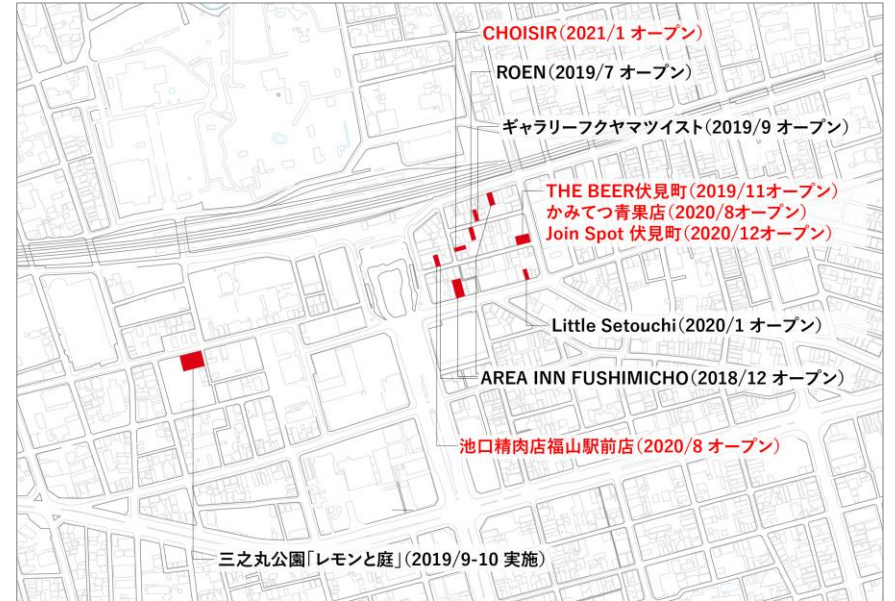 CHOISIR(2021/1 オープン)
ROEN(2019/7 オープン)
ギャラリーフクヤマツイスト(2019/9 オープン)
THE BEER伏見町(2019/11オープン)
かみてつ青果店(2020/8オープン)
Join Spot 伏見町(2020/12オープン)
Little Setouchi(2020/1 オープン)
AREA INN FUSHIMICHO(2018/12 オープン)
池口精肉店福山駅前店(2020/8 オープン)
三之丸公園「レモンと庭」(2019/9-10 実施)